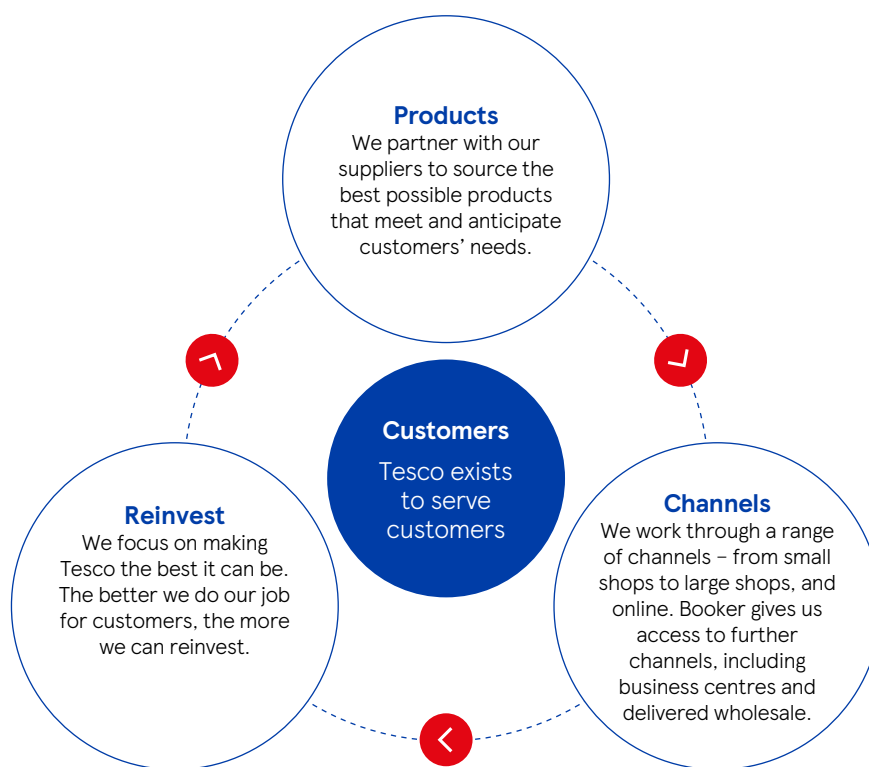 Products
We partner with our
suppliers to source the
best possible products
that meet and anticipate
customers’ needs.
Customers
Tesco exists
to serve
customers
Reinvest
We focus on making
Tesco the best it can be.
The better we do our job
for customers, the more
we can reinvest.
Channels
We work through a range
of channels – from small
shops to large shops, and
online. Booker gives us
access to further
channels, including
business centres and
delivered wholesale.